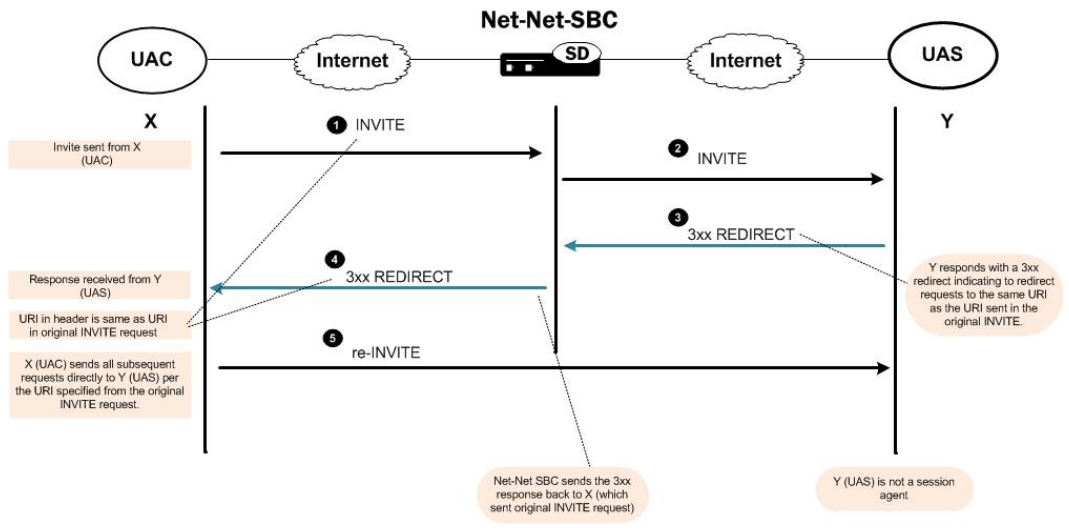 Net-Net-SBC
UAC
Internet
SD
Internet
UAS
X
Y
1 INVITE
Invite sent from X
(UAC)
2
INVITE
3
3xx REDIRECT
4
3xx REDIRECT
Response received from Y
(UAS)
Y responds with a 3xx
redirect indicating to redirect
requests to the same URI
as the URI sent in the
original INVITE.
URI in header is same as URI
in original INVITE request
5
re-INVITE
X (UAC) sends all subsequent
requests directly to Y (UAS) per
the URI specified from the original
INVITE request.
Net-Net SBC sends the 3xx
response back to X (which
sent original INVITE request)
Y (UAS) is not a session
agent